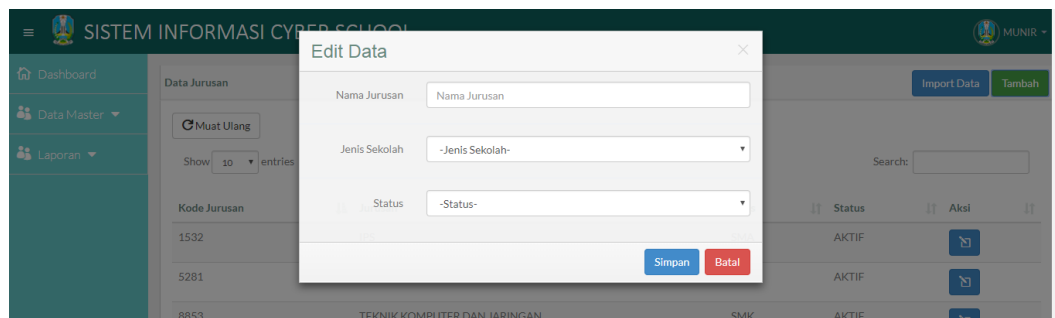 SISTEM INFORMASI CYBER SCHOOL
MUNIR
Edit Data
Dashboard
Data Jurusan
Import Data
Tambah
Nama Jurusan
Nama Jurusan
Data Master
Muat Ulang
Jenis Sekolah
-Jenis Sekolah-
Laporan
Show 10 entries
Search:
Status
-Status-
Kode Jurusan
Status
Aksi
1532
AKTIF
Simpan
Batal
5281
AKTIF
8853
TEKNIK KOMPUTER DAN JARINGAN
SMK
AKTIF